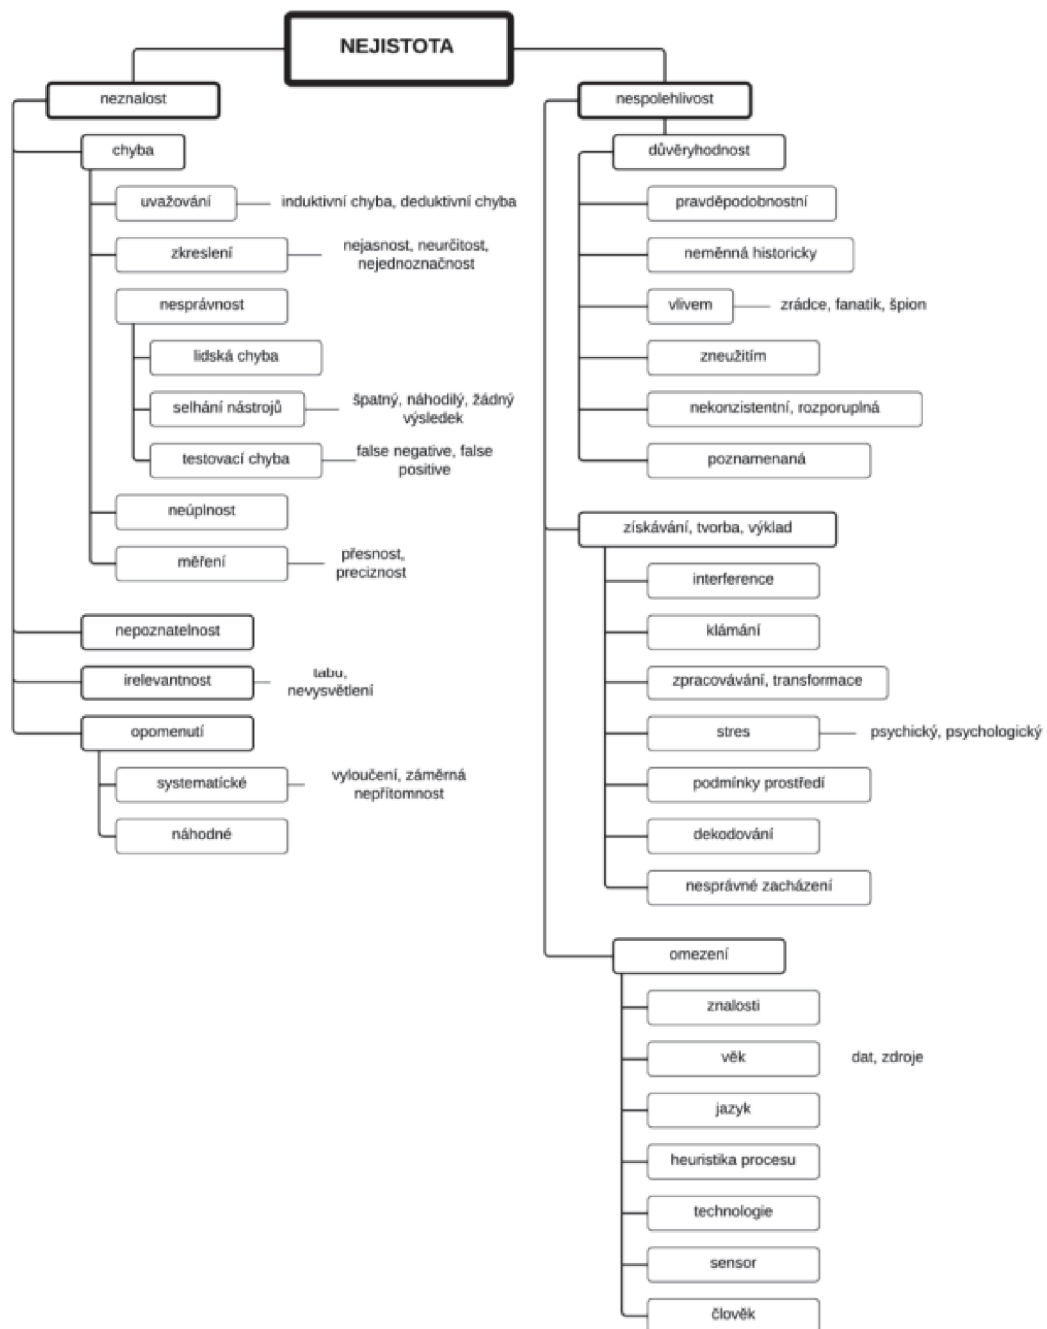 NEJISTOTA
neznalost
chyba
uvažování
induktivní chyba, deduktivní chyba
zkreslení
nejasnost, neurčitost,
nejednoznačnost
nesprávnost
lidská chyba
selhání nástrojů
špatný, náhodilý, žádný
výsledek
testovací chyba
false negative, false
positive
neúplnost
měření
přesnost,
preciznost
nepoznatelnost
irelevantnost
tabu,
nevysvětlení
opomenutí
systematícké
vyloučení, záměrná
nepřítomnost
náhodné
nespolehlivost
důvěryhodnost
pravděpodobnostní
neměnná historicky
vlivem
zrádce, fanatik, špion
zneužitím
nekonzistentní, rozporuplná
poznamenaná
získávání, tvorba, výklad
interference
klámání
zpracovávání, transformace
stres
psychický, psychologický
podmínky prostředí
dekodování
nesprávné zacházení
omezení
znalosti
věk
dat, zdroje
jazyk
heuristika procesu
technologie
sensor
člověk